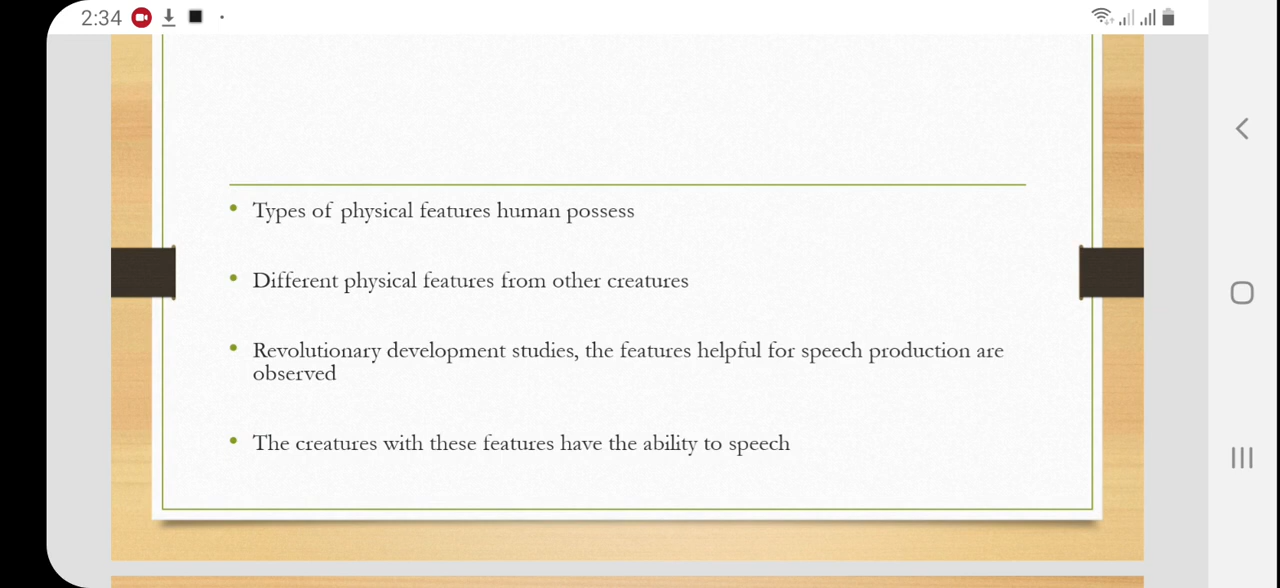 2:34
• Types of physical features human possess
• Different physical features from other creatures
• Revolutionary development studies, the features helpful for speech production are
observed
• The creatures with these features have the ability to speech